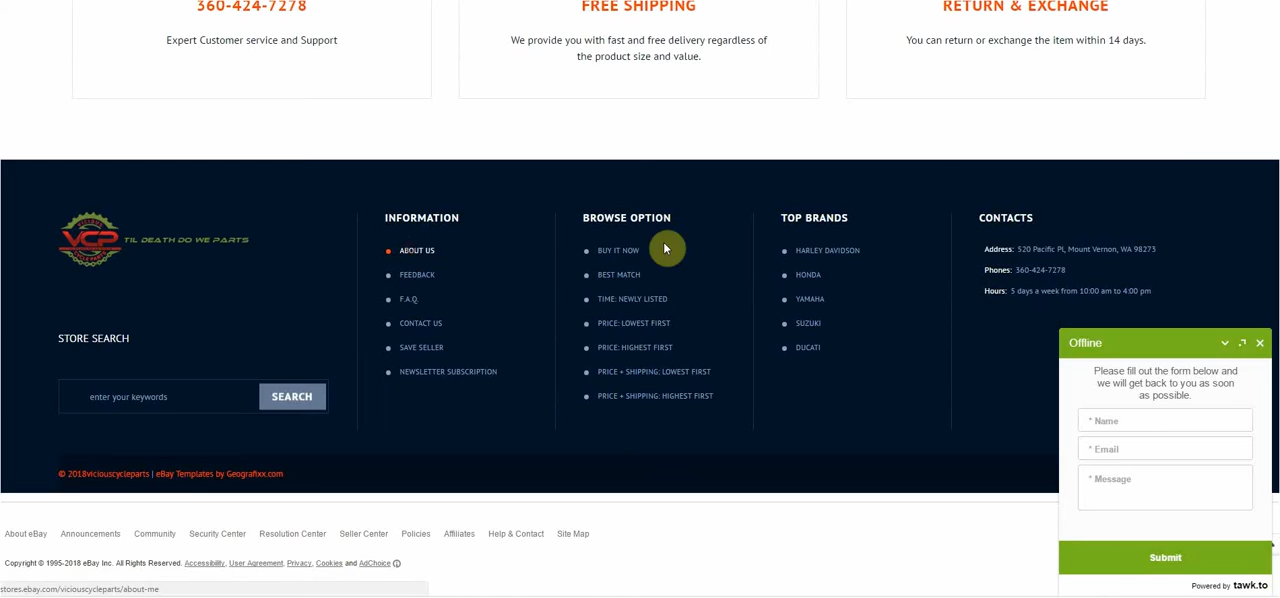 360-424-7278
Expert Customer service and Support
FREE SHIPPING
We provide you with fast and free delivery regardless of
the product size and value.
RETURN & EXCHANGE
You can return or exchange the item within 14 days.
VCP
TIL DEATH DO WE PARTS
STORE SEARCH
enter your keywords
SEARCH
INFORMATION
ABOUT US
FEEDBACK
F.A.Q.
CONTACT US
SAVE SELLER
NEWSLETTER SUBSCRIPTION
BROWSE OPTION
BUY IT NOW
BEST MATCH
TIME: NEWLY LISTED
PRICE: LOWEST FIRST
PRICE: HIGHEST FIRST
PRICE + SHIPPING: LOWEST FIRST
PRICE + SHIPPING: HIGHEST FIRST
TOP BRANDS
HARLEY DAVIDSON
HONDA
YAMAHA
SUZUKI
DUCATI
CONTACTS
Address: 520 Pacific Pl, Mount Vernon, WA 98273
Phones: 360-424-7278
Hours: 5 days a week from 10:00 am to 4:00 pm
Offline
Please fill out the form below and
we will get back to you as soon
as possible.
* Name
* Email
* Message
Submit
Powered by tawk.to
© 2018viciouscycleparts | eBay Templates by Geografixx.com
About eBay Announcements Community Security Center Resolution Center Seller Center Policies Affiliates Help & Contact Site Map
Copyright © 1995-2018 eBay Inc. All Rights Reserved. Accessibility, User Agreement, Privacy, Cookies and AdChoice
stores.ebay.com/viciouscycleparts/about-me